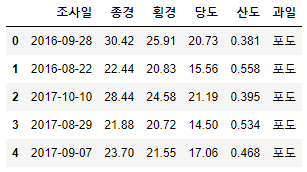 조사일 종경 횡경 당도 산도 과일
0 2016-09-28 30.42 25.91 20.73 0.381 포도
1 2016-08-22 22.44 20.83 15.56 0.558 포도
2 2017-10-10 28.44 24.58 21.19 0.395 포도
3 2017-08-29 21.88 20.72 14.50 0.534 포도
4 2017-09-07 23.70 21.55 17.06 0.468 포도